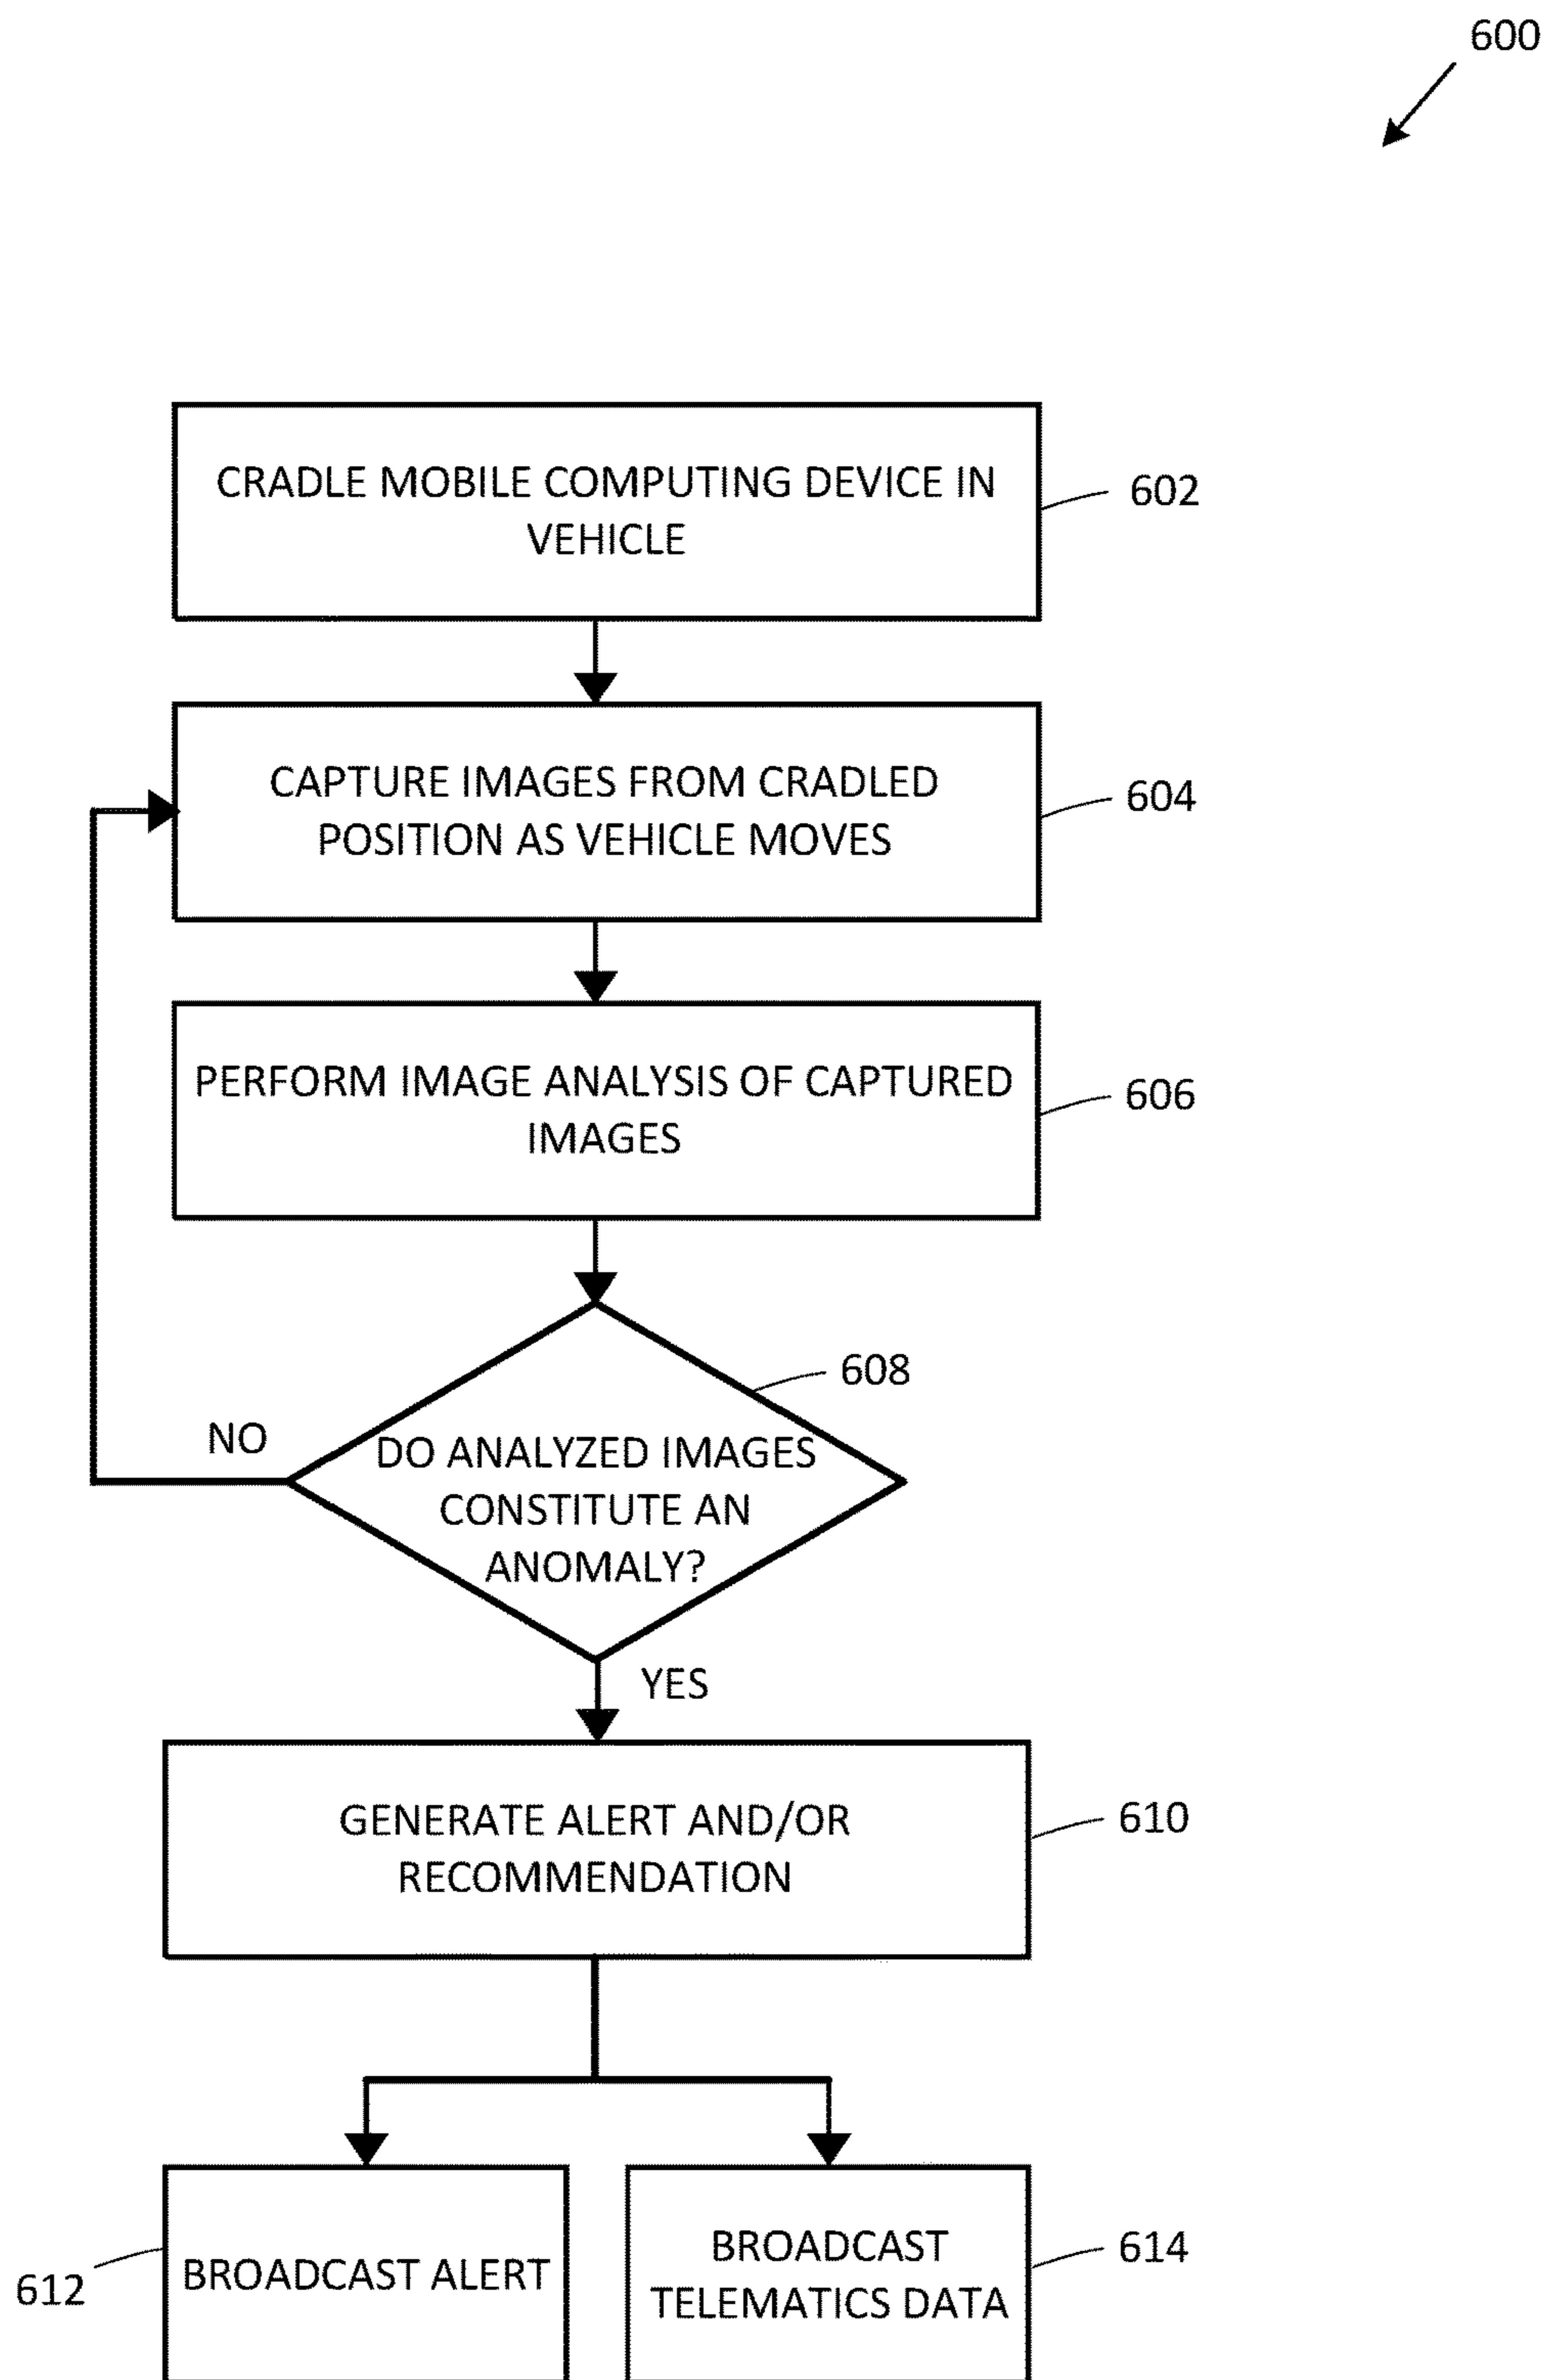 600
CRADLE MOBILE COMPUTING DEVICE IN
VEHICLE
602
CAPTURE IMAGES FROM CRADLED
POSITION AS VEHICLE MOVES
604
PERFORM IMAGE ANALYSIS OF CAPTURED
IMAGES
606
608
NO
DO ANALYZED IMAGES
CONSTITUTE AN
ANOMALY?
YES
GENERATE ALERT AND/OR
RECOMMENDATION
610
612
BROADCAST ALERT
BROADCAST
TELEMATICS DATA
614